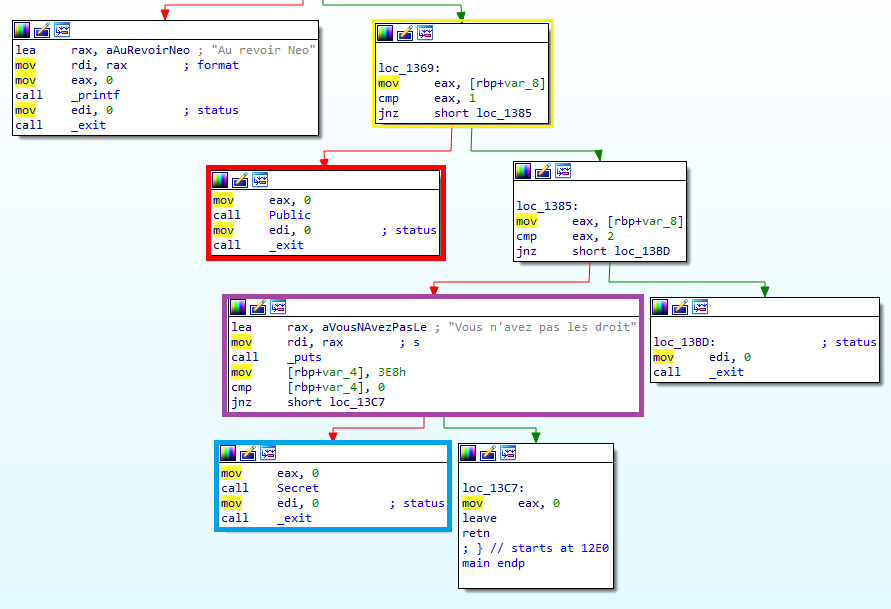 lea rax, aAuRevoirNeo ; "Au revoir Neo"
mov rdi, rax ; format
mov eax, 0
call _printf
mov edi, 0 ; status
call _exit
loc_1369:
mov eax, [rbp+var_8]
cmp eax, 1
jnz short loc_1385
mov eax, 0
call Public
mov edi, 0 ; status
call _exit
loc_1385:
mov eax, [rbp+var_8]
cmp eax, 2
jnz short loc_13BD
lea rax, aVousNAvezPasLe ; "Vous n'avez pas les droit"
mov rdi, rax ; s
call _puts
mov [rbp+var_4], 3E8h
cmp [rbp+var_4], 0
jnz short loc_13C7
loc_13BD: ; status
mov edi, 0
call _exit
mov eax, 0
call Secret
mov edi, 0 ; status
call _exit
loc_13C7:
mov eax, 0
leave
retn
; } // starts at 12E0
main endp